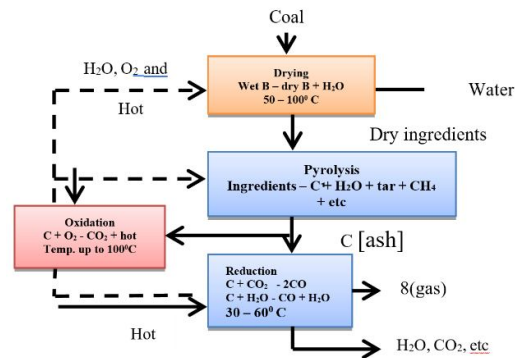 Coal
H₂O, O₂ and
Hot
Drying
Wet B – dry B + H₂O
50 – 100⁰ C
Water
Dry ingredients
Pyrolysis
Ingredients – C + H₂O + tar + CH₄
+ etc
Oxidation
C + O₂ - CO₂ + hot
Temp. up to 100⁰C
C [ash]
Reduction
C + CO₂ - 2CO
C + H₂O - CO + H₂O
30 – 60⁰ C
8(gas)
Hot
H₂O, CO₂, etc